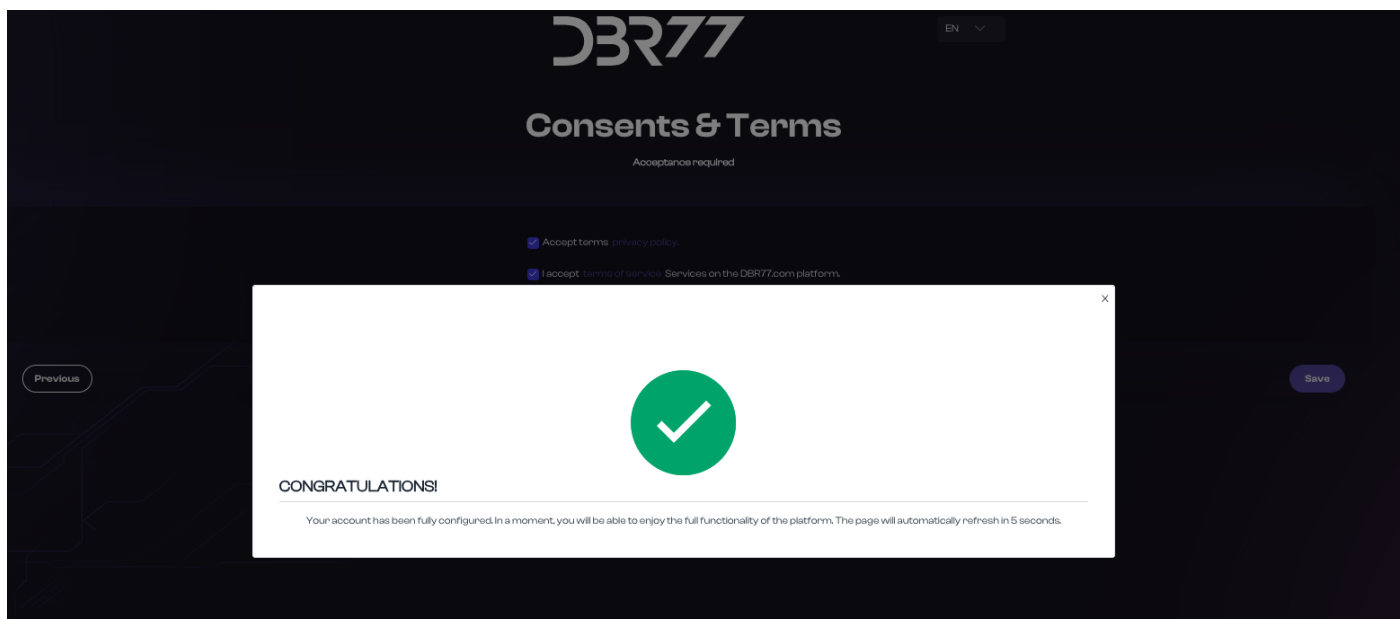 DBR77
EN
Consents & Terms
Acceptance required
Accept terms privacy policy.
I accept terms of service Services on the DBR77.com platform.
X
Previous
Save
CONGRATULATIONS!
Your account has been fully configured. In a moment, you will be able to enjoy the full functionality of the platform. The page will automatically refresh in 5 seconds.